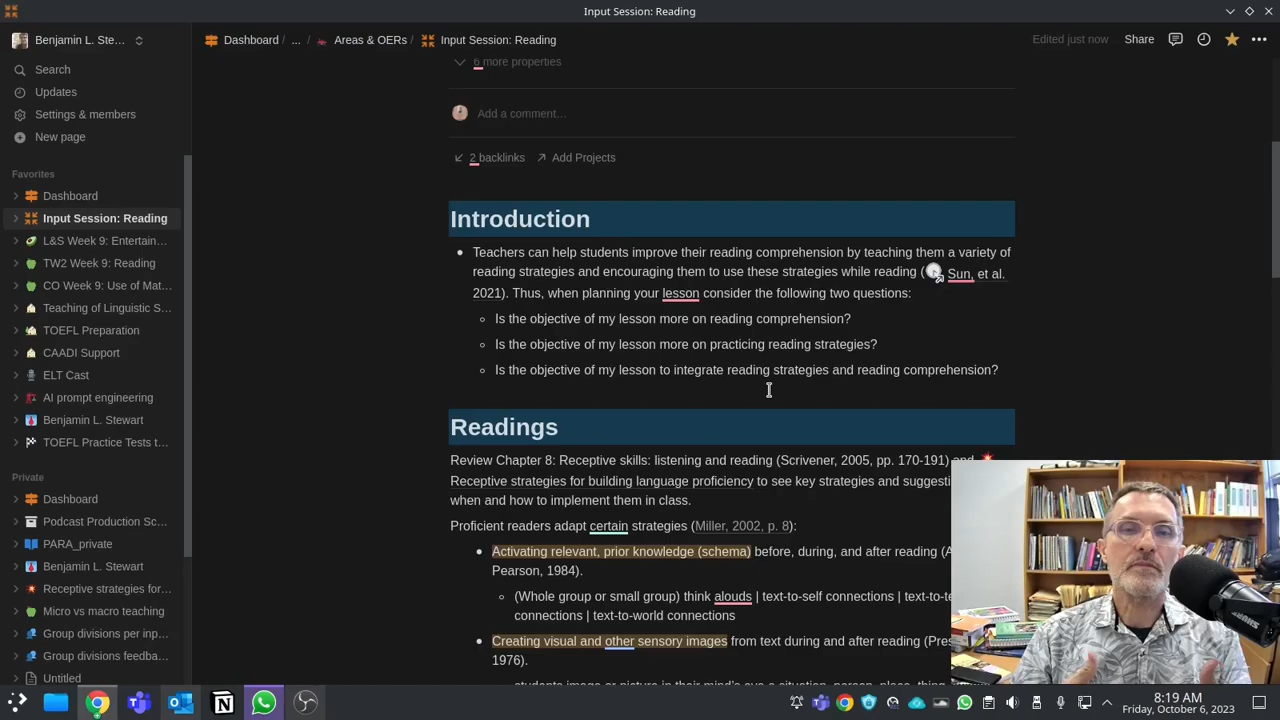 Input Session: Reading
Benjamin L. Ste...
Dashboard /
...
/
Areas & OERs /
Input Session: Reading
Edited just now
Share
Search
Updates
Settings & members
New page
Favorites
Dashboard
Input Session: Reading
L&S Week 9: Entertain...
TW2 Week 9: Reading
CO Week 9: Use of Mat...
Teaching of Linguistic S...
TOEFL Preparation
CAADI Support
ELT Cast
AI prompt engineering
Benjamin L. Stewart
TOEFL Practice Tests t...
Private
Dashboard
Podcast Production Sc...
PARA_private
Benjamin L. Stewart
Receptive strategies for...
Micro vs macro teaching
Group divisions per inp...
Group divisions feedba...
Untitled
6 more properties
Add a comment...
2 backlinks
Add Projects
Introduction
Teachers can help students improve their reading comprehension by teaching them a variety of
reading strategies and encouraging them to use these strategies while reading ( Sun, et al.
2021). Thus, when planning your lesson consider the following two questions:
Is the objective of my lesson more on reading comprehension?
Is the objective of my lesson more on practicing reading strategies?
Is the objective of my lesson to integrate reading strategies and reading comprehension?
Readings
Review Chapter 8: Receptive skills: listening and reading (Scrivener, 2005, pp. 170-191) and
Receptive strategies for building language proficiency to see key strategies and suggesti
when and how to implement them in class.
Proficient readers adapt certain strategies (Miller, 2002, p. 8):
Activating relevant, prior knowledge (schema) before, during, and after reading (A
Pearson, 1984).
(Whole group or small group) think alouds | text-to-self connections | text-to-te
connections | text-to-world connections
Creating visual and other sensory images from text during and after reading (Pres
1976).
8:19 AM
Friday, October 6, 2023